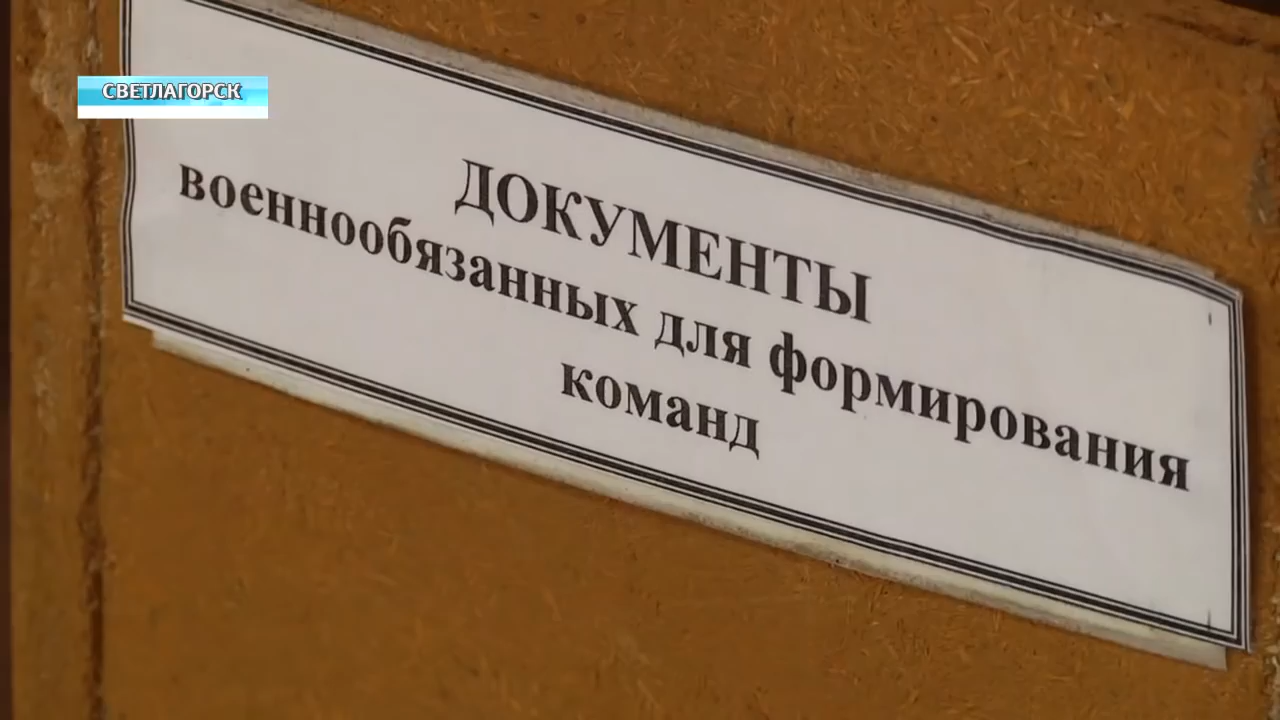 СВЕТЛАГОРСК
ДОКУМЕНТЫ
военнообязанных для формирования
команд